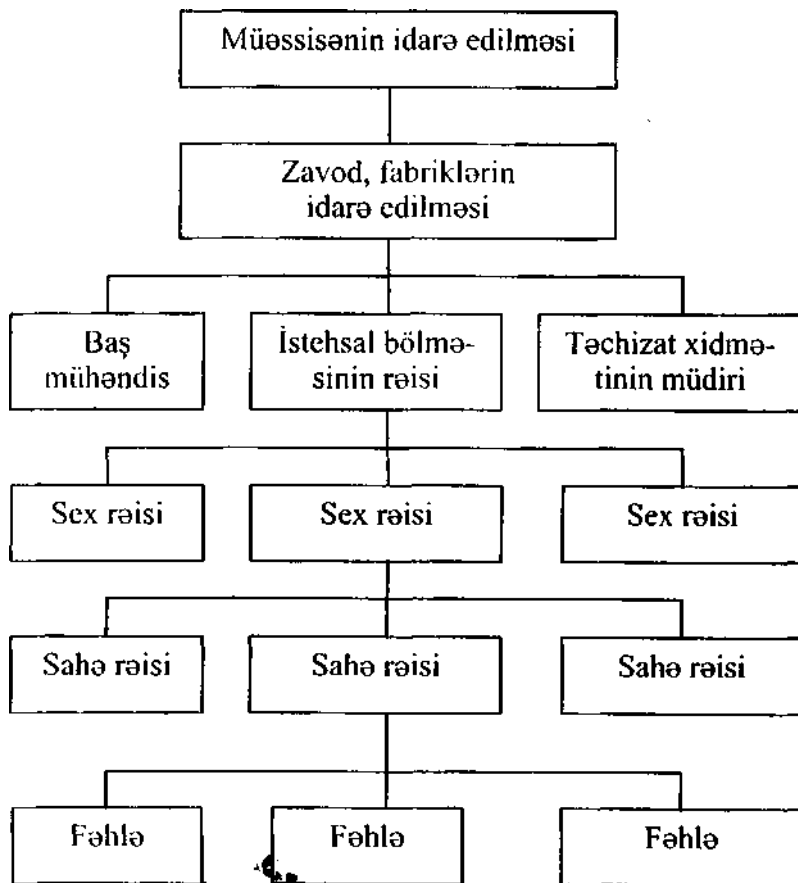 Müəssisənin idarə edilməsi
Zavod, fabriklərin
idarə edilməsi
Baş
mühəndis
İstehsal bölmə-
sinin rəisi
Təchizat xidmə-
tinin müdiri
Sex rəisi
Sex rəisi
Sex rəisi
Sahə rəisi
Sahə rəisi
Sahə rəisi
Fəhlə
Fəhlə
Fəhlə